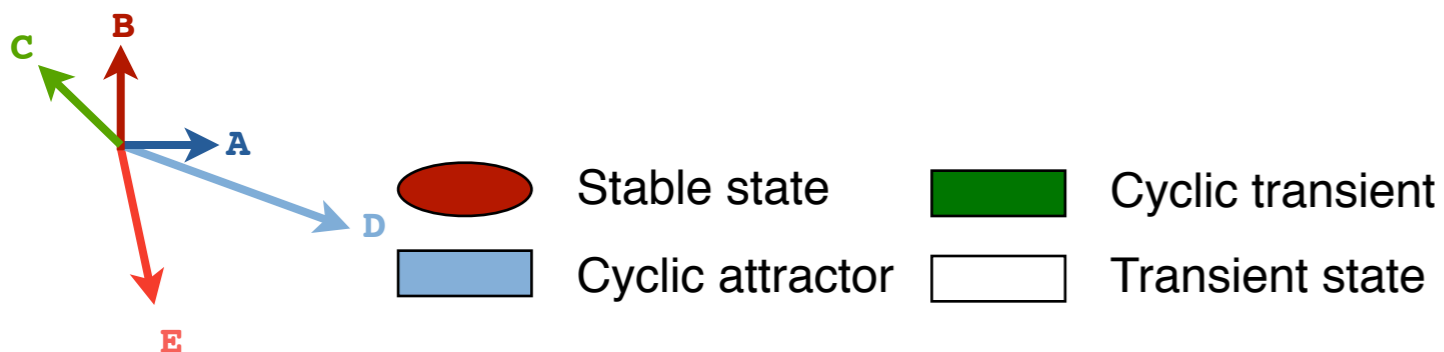 B
C
A
D
E
Stable state
Cyclic transient
Cyclic attractor
Transient state